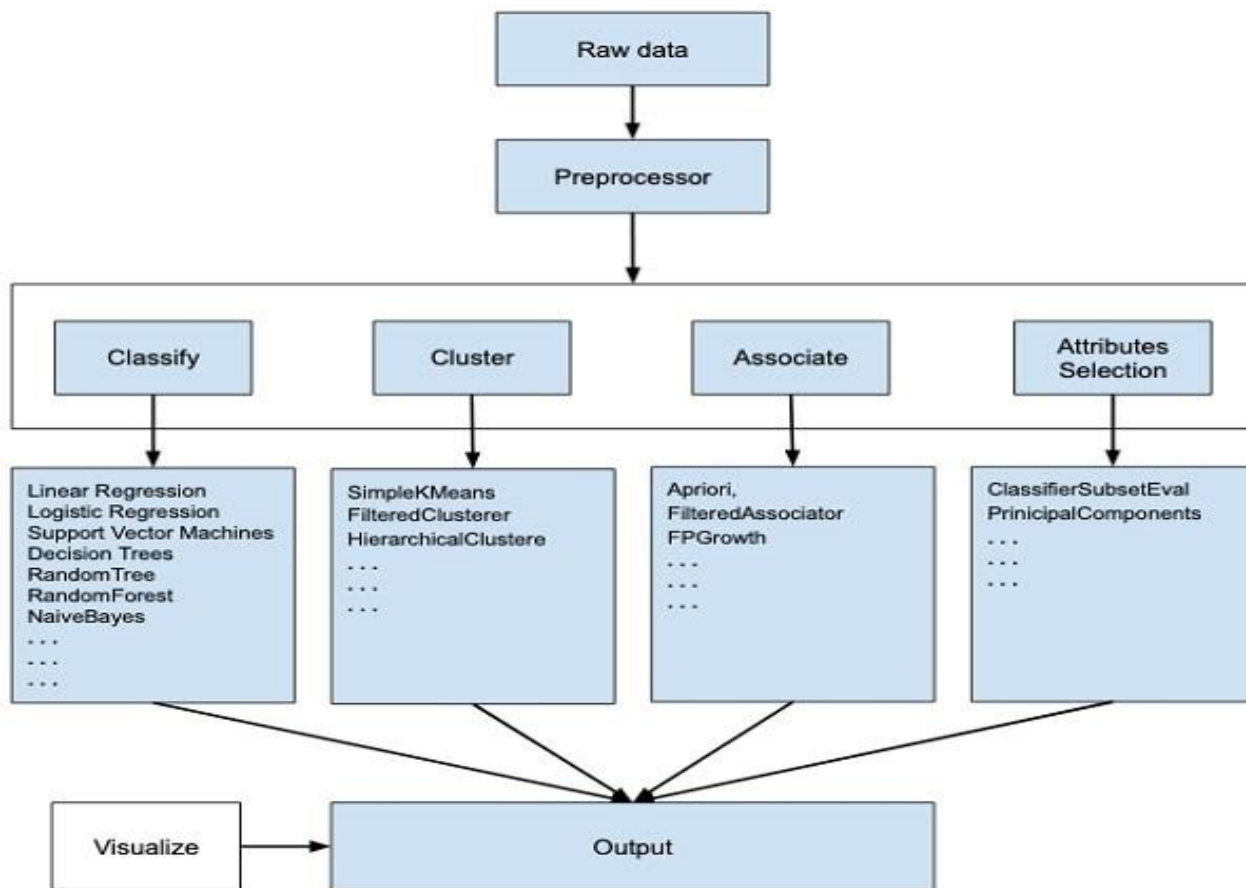 Raw data
Preprocessor
Classify
Cluster
Associate
Attributes
Selection
Linear Regression
Logistic Regression
Support Vector Machines
Decision Trees
RandomTree
RandomForest
NaiveBayes
. . .
. . .
. . .
SimpleKMeans
FilteredClusterer
HierarchicalClustere
. . .
. . .
. . .
Apriori,
FilteredAssociator
FPGrowth
. . .
. . .
. . .
ClassifierSubsetEval
PrinicipalComponents
. . .
. . .
. . .
Visualize
Output